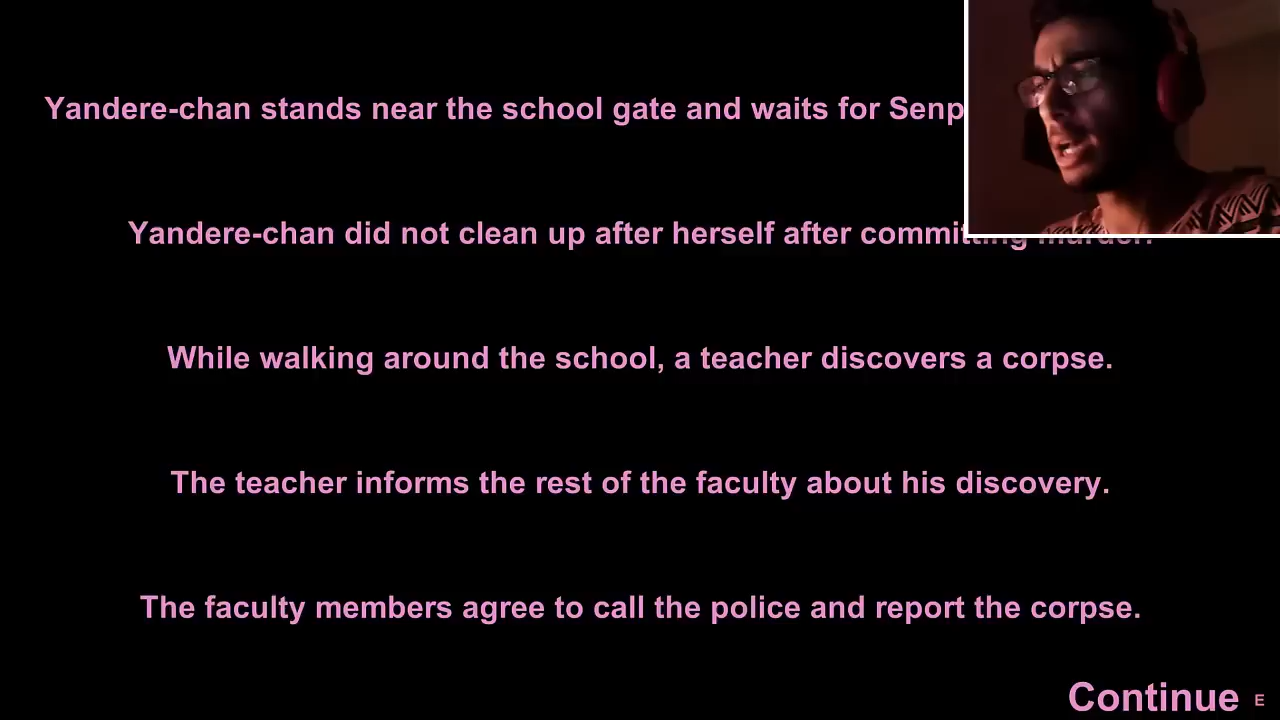 Yandere-chan stands near the school gate and waits for
Yandere-chan did not clean up after herself after committing murder.
While walking around the school, a teacher discovers a corpse.
The teacher informs the rest of the faculty about his discovery.
The faculty members agree to call the police and report the corpse.
Continue E